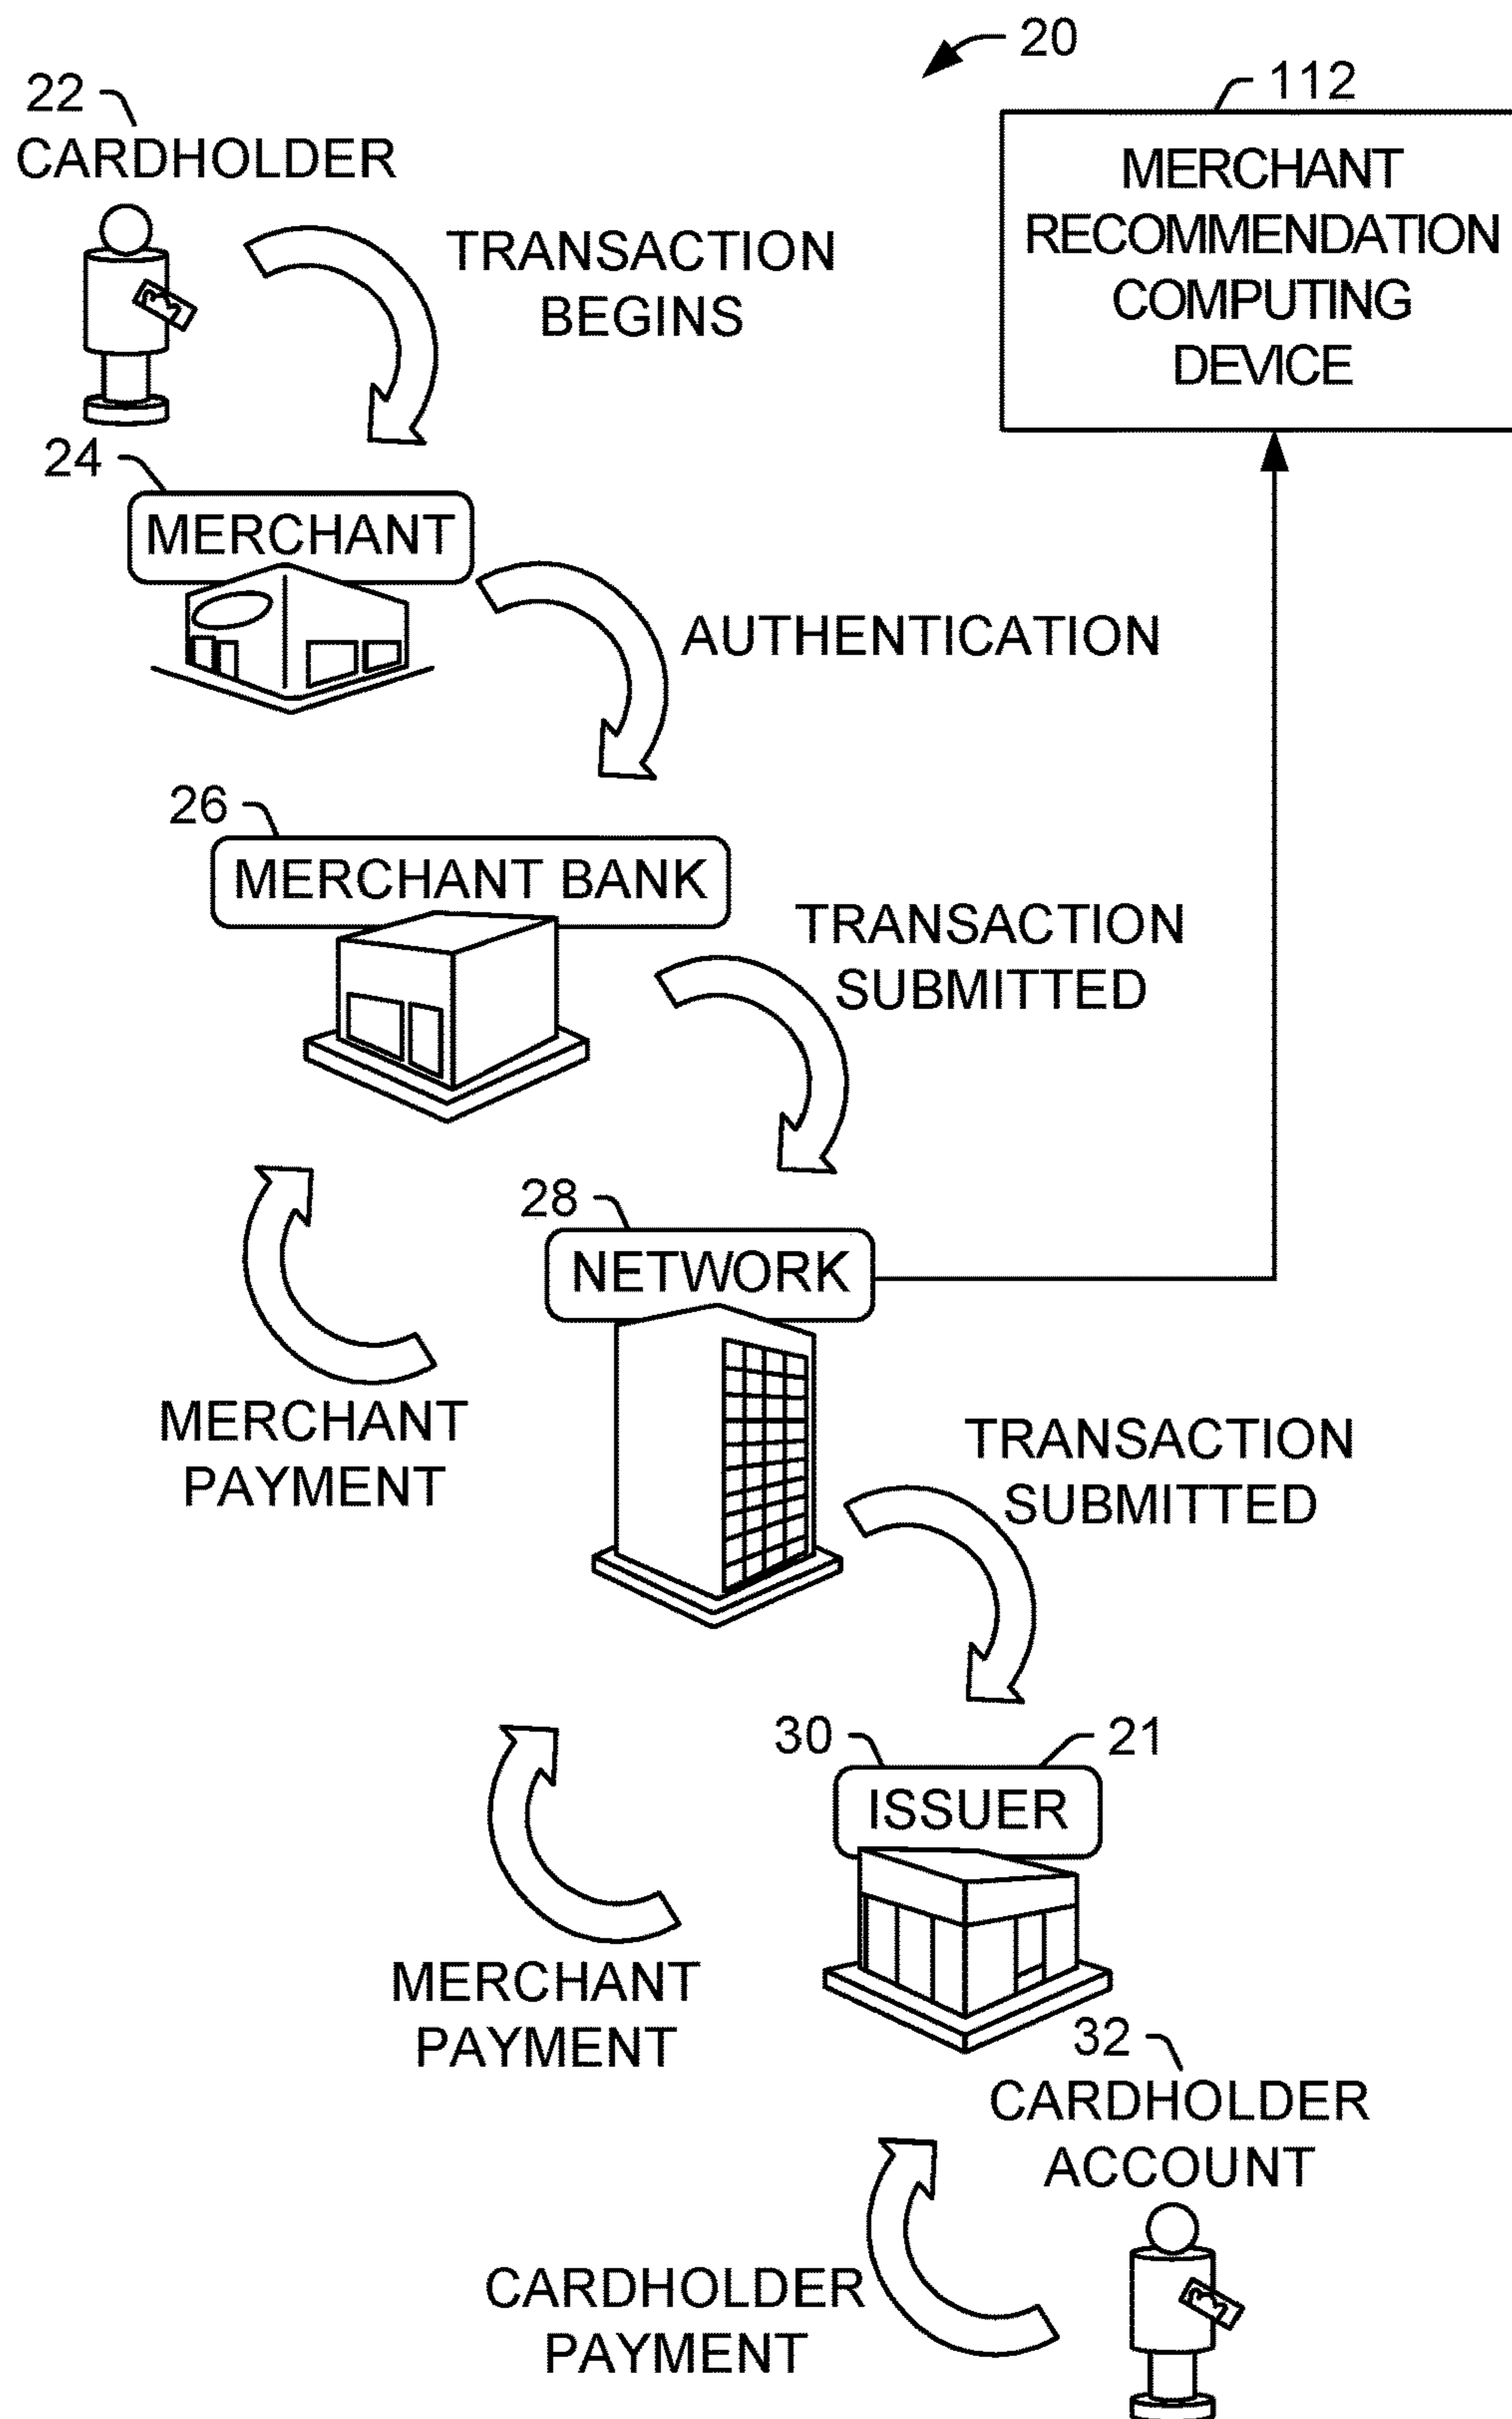 20
22
CARDHOLDER
112
MERCHANT
RECOMMENDATION
COMPUTING
DEVICE
TRANSACTION
BEGINS
24
MERCHANT
AUTHENTICATION
26
MERCHANT BANK
TRANSACTION
SUBMITTED
28
NETWORK
MERCHANT
PAYMENT
TRANSACTION
SUBMITTED
30
21
ISSUER
MERCHANT
PAYMENT
32
CARDHOLDER
ACCOUNT
CARDHOLDER
PAYMENT